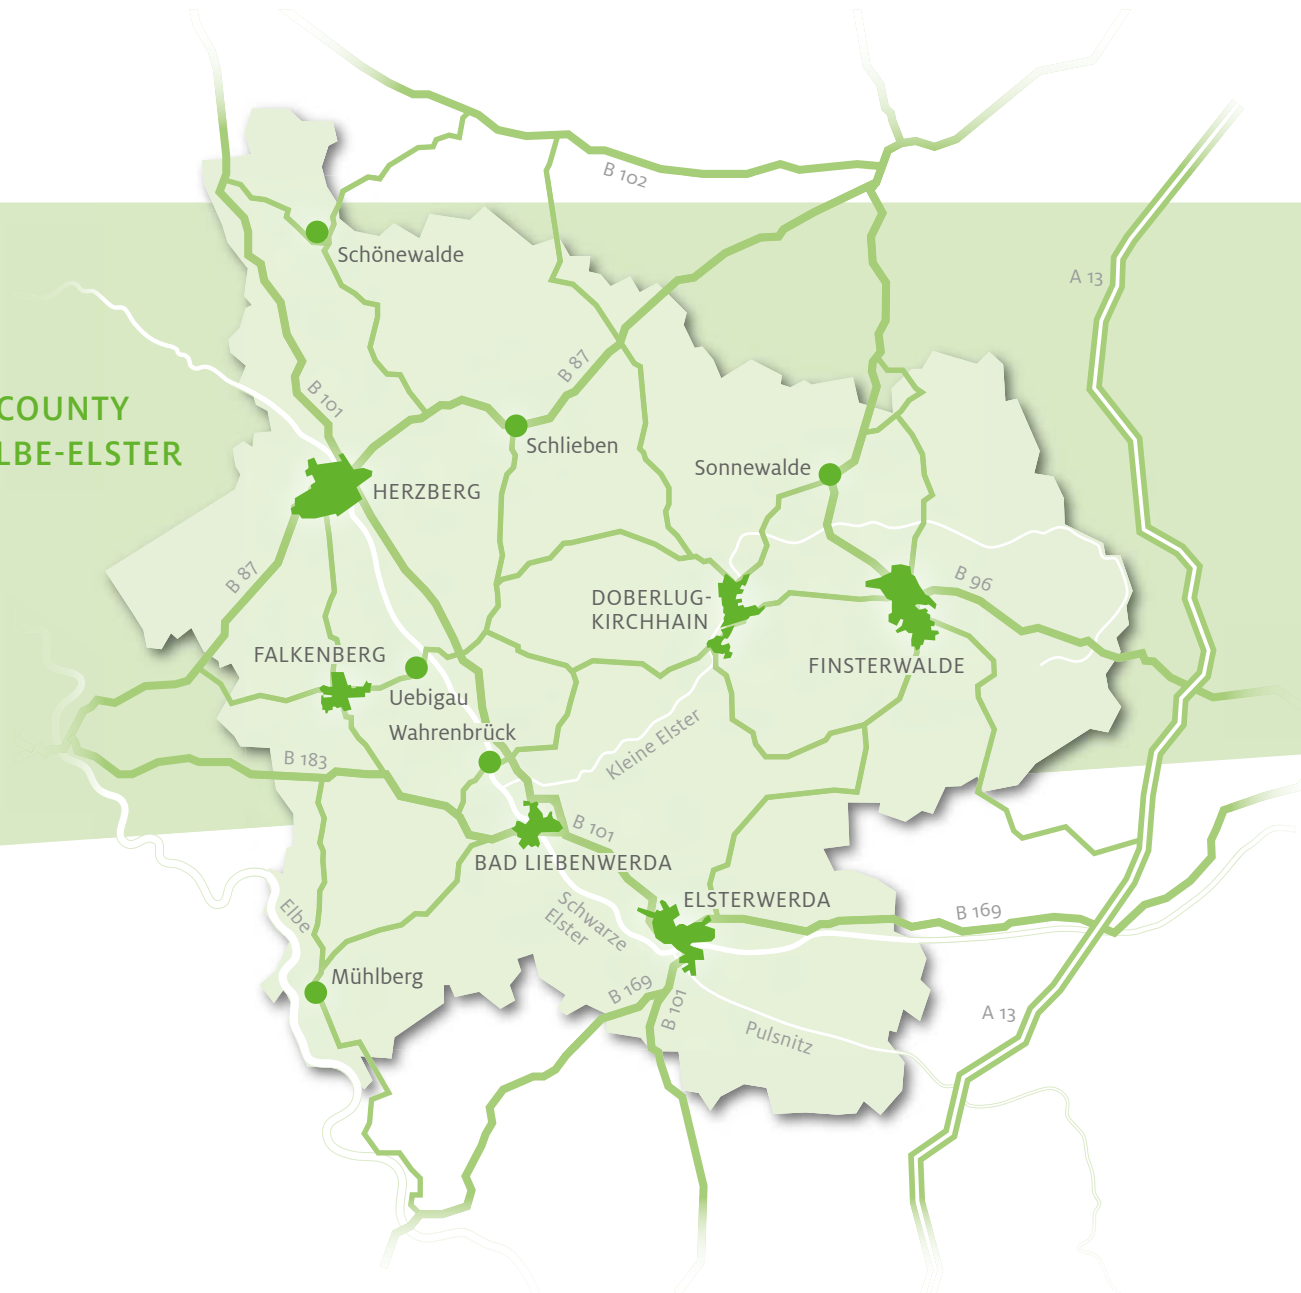 B 102
Schönewalde
A 13
B 87
B 101
COUNTY
LBE-ELSTER
Schlieben
Sonnewalde
HERZBERG
B 87
B 96
DOBERLUG-
KIRCHHAIN
FALKENBERG
FINSTERWALDE
Uebigau
Wahrenbrück
Kleine Elster
B 183
B 101
BAD LIEBENWERDA
ELSTERWERDA
Elbe
Schwarze
Elster
B 169
Mühlberg
B 169
B 101
A 13
Pulsnitz